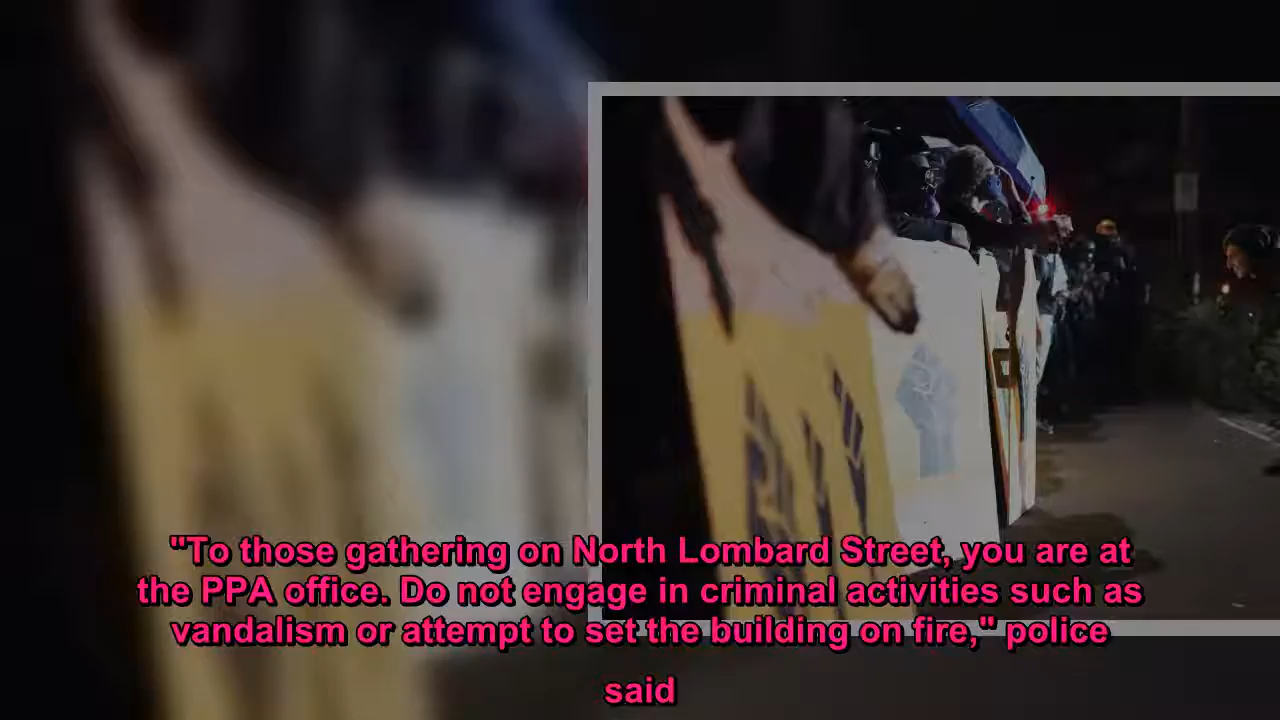 "To those gathering on North Lombard Street, you are at
the PPA office. Do not engage in criminal activities such as
vandalism or attempt to set the building on fire," police
said